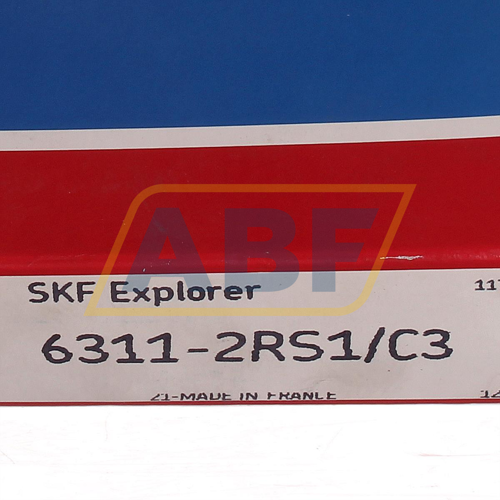 ABF
SKF Explorer
6311-2RS1/C3
21-MADE IN FRANCE